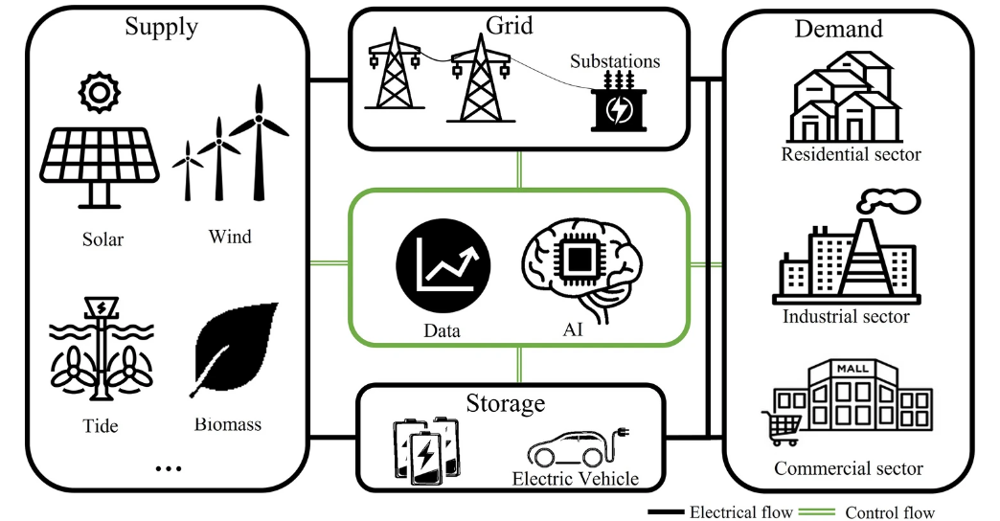 Supply
Grid
Demand
Substations
Residential sector
Solar
Wind
Data
AI
Industrial sector
Tide
Biomass
...
Storage
Electric Vehicle
MALL
Commercial sector
Electrical flow
Control flow